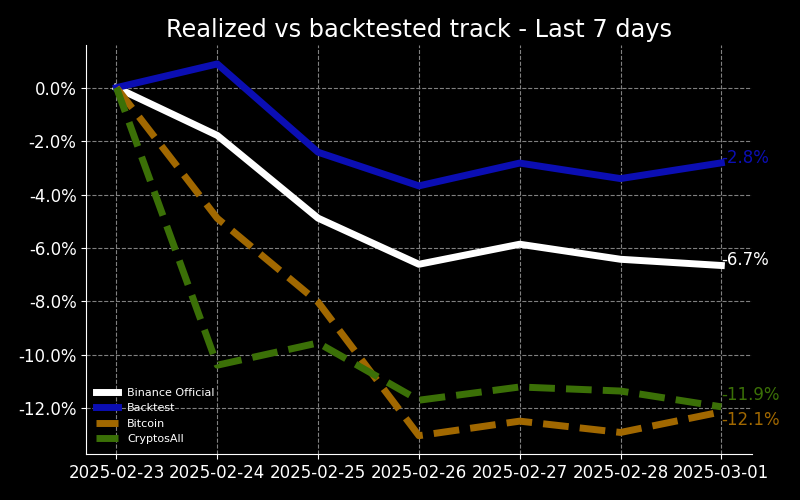 Realized vs backtested track - Last 7 days
0.0%
-2.0%
-4.0%
-6.0%
-8.0%
-10.0%
-12.0%
-2.8%
-6.7%
-11.9%
-12.1%
Binance Official
Backtest
Bitcoin
CryptosAll
2025-02-23 2025-02-24 2025-02-25 2025-02-26 2025-02-27 2025-02-28 2025-03-01